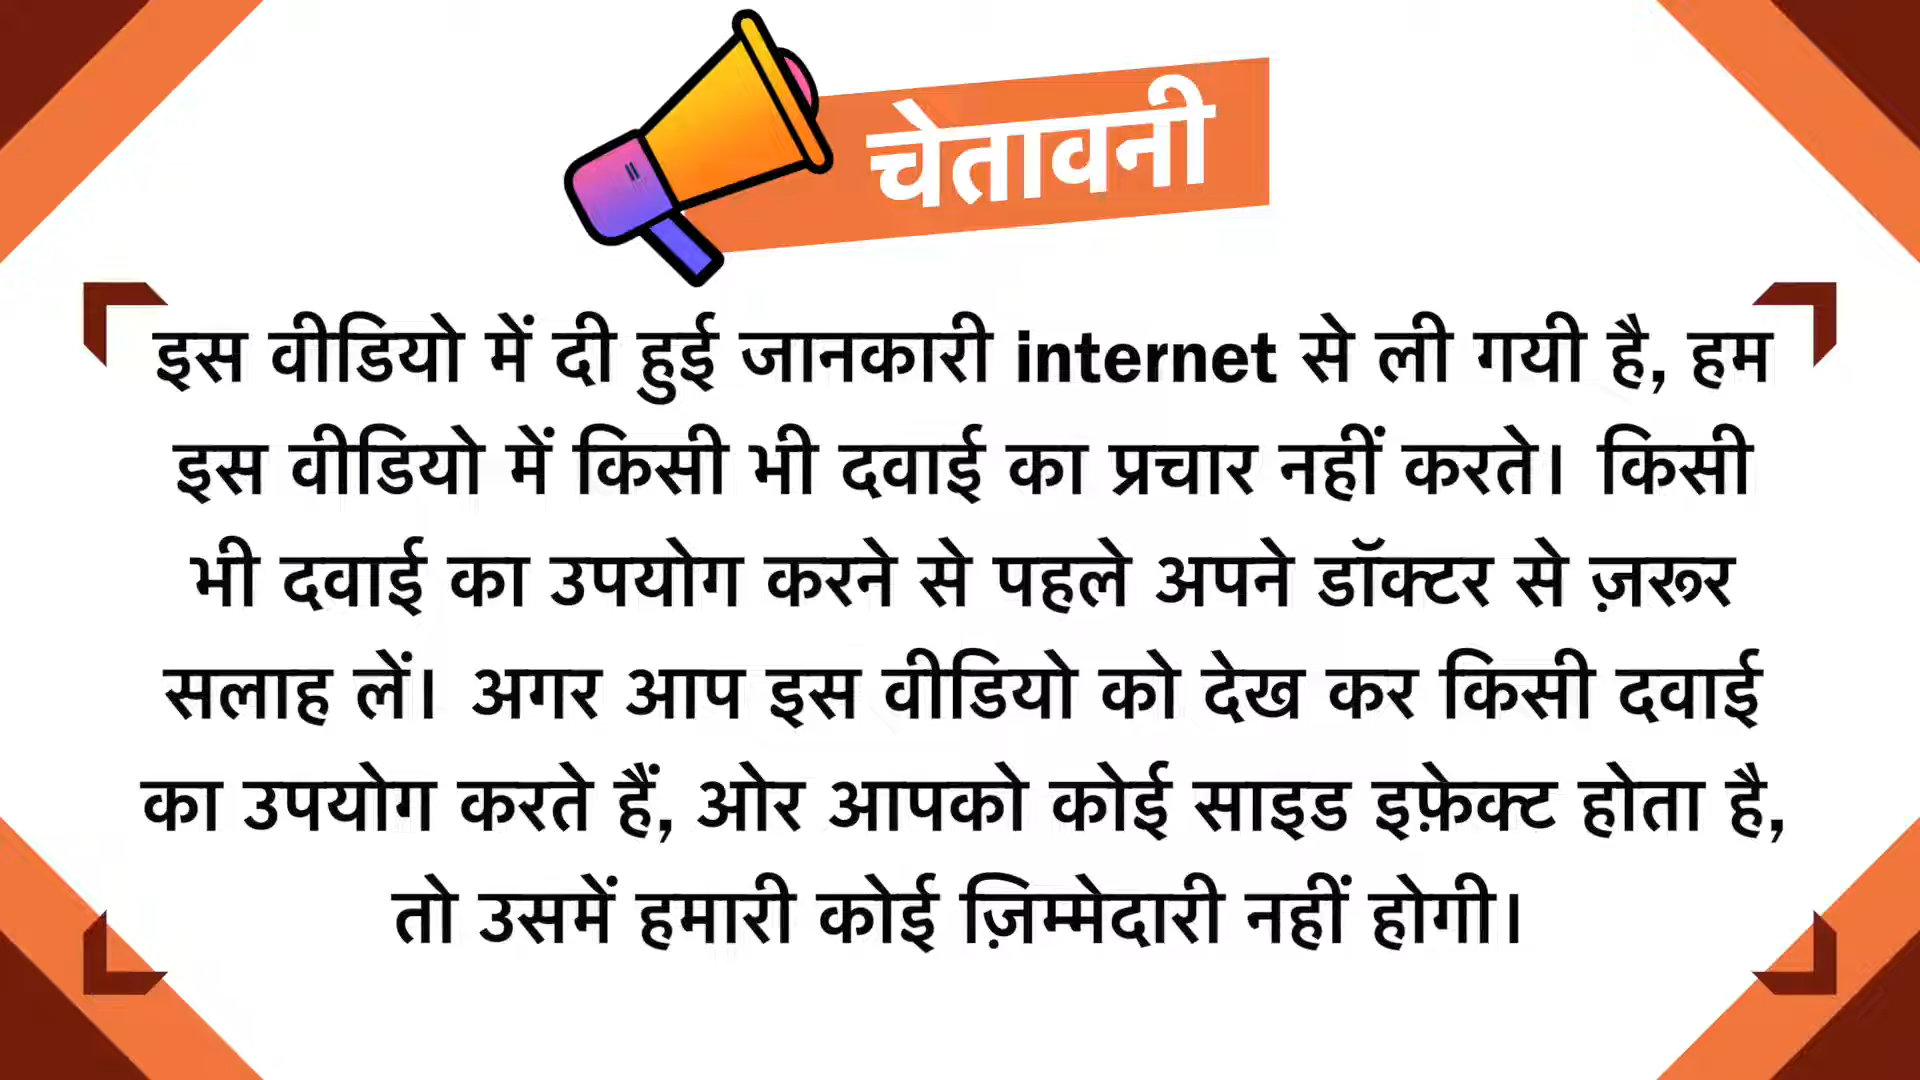 चेतावनी
इस वीडियो में दी हुई जानकारी internet से ली गयी है, हम
इस वीडियो में किसी भी दवाई का प्रचार नहीं करते। किसी
भी दवाई का उपयोग करने से पहले अपने डॉक्टर से ज़रूर
सलाह लें। अगर आप इस वीडियो को देख कर किसी दवाई
का उपयोग करते हैं, ओर आपको कोई साइड इफ़ेक्ट होता है,
तो उसमें हमारी कोई ज़िम्मेदारी नहीं होगी।